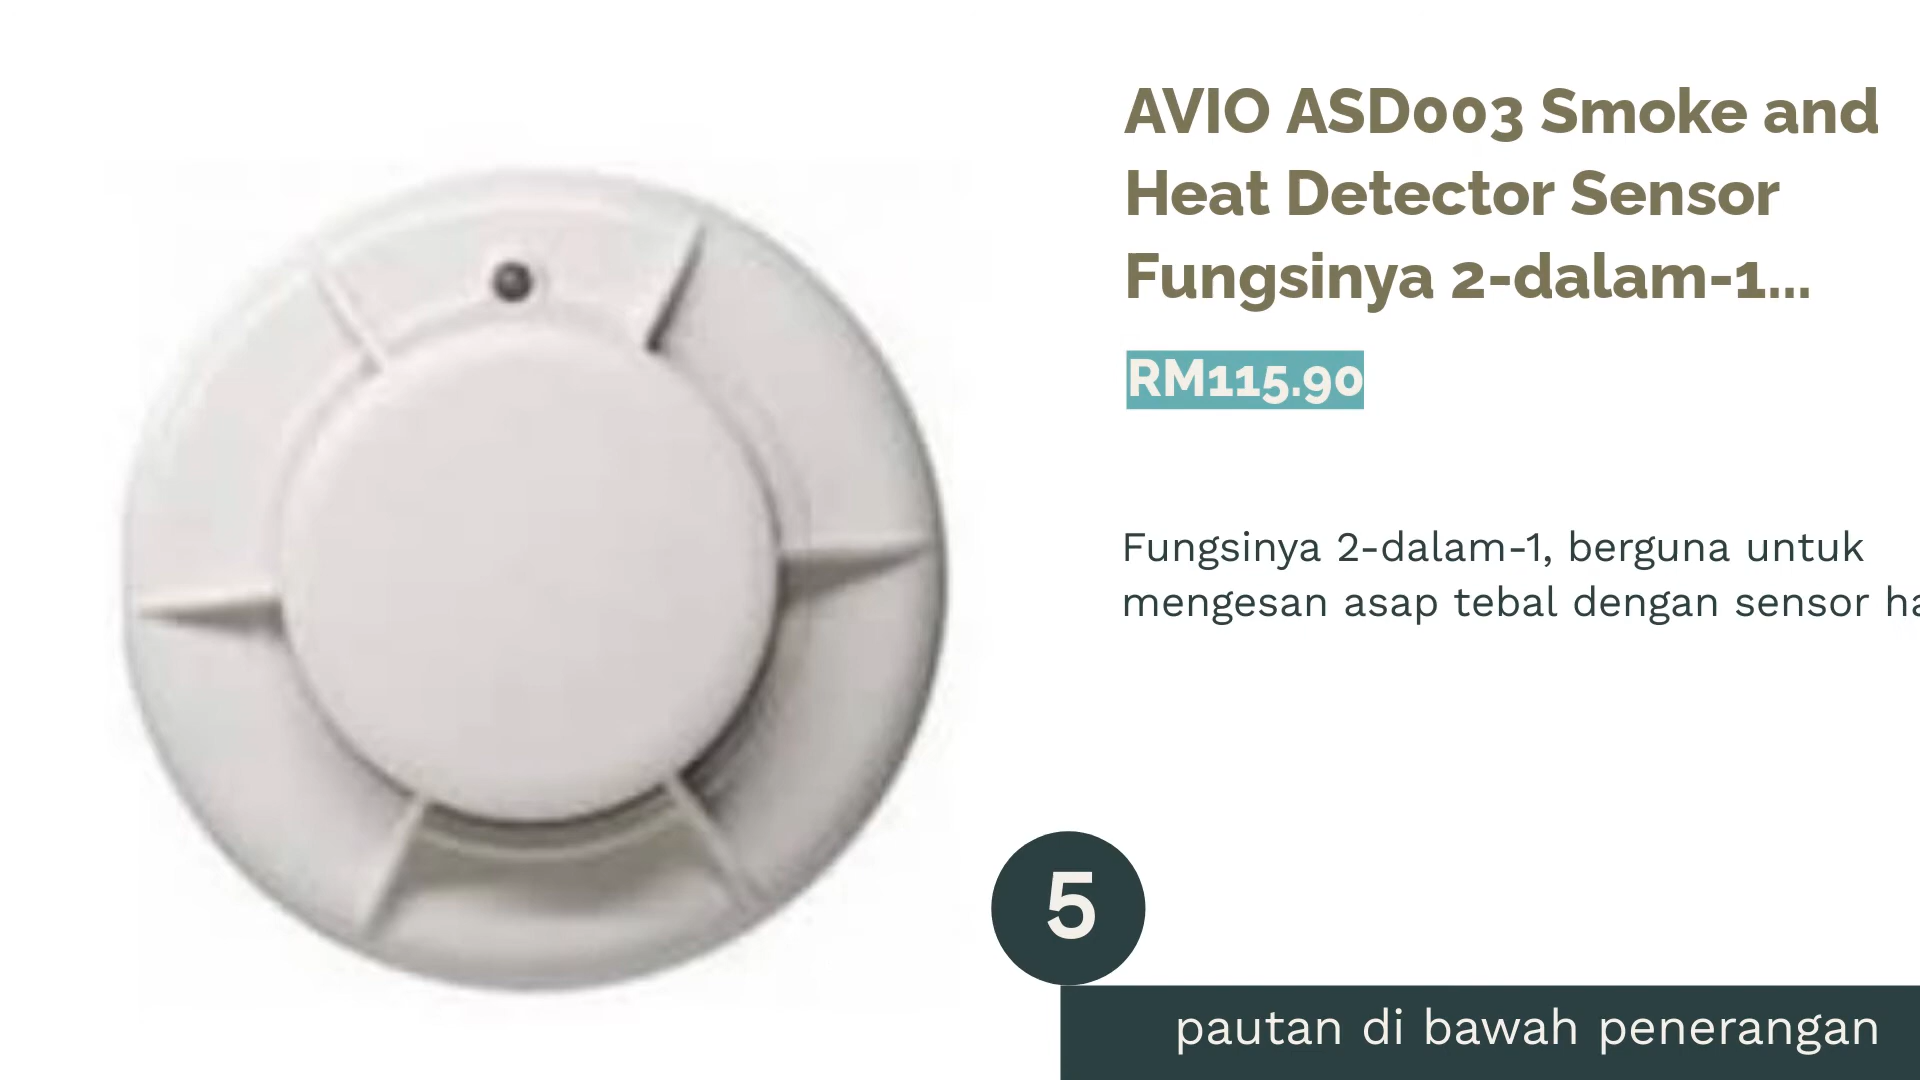 AVIO ASD003 Smoke and
Heat Detector Sensor
Fungsinya 2-dalam-1...
RM115.90
Fungsinya 2-dalam-1, berguna untuk
mengesan asap tebal dengan sensor
5
pautan di bawah penerangan